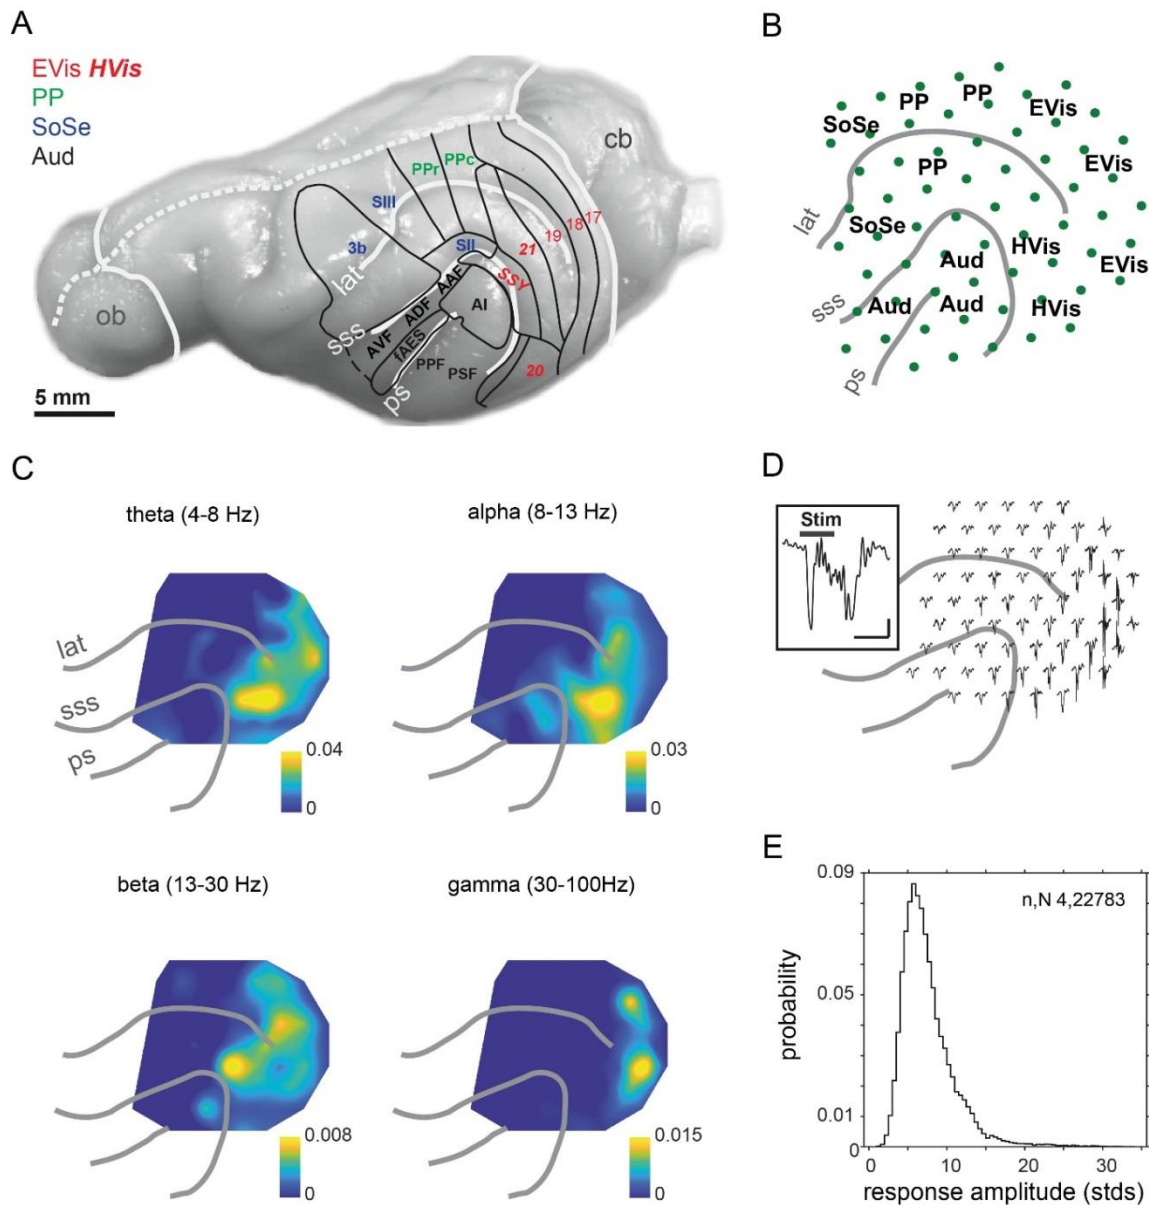 A
EVis HVis
PP
SoSe
Aud
ob
cb
5 mm
PPr
PPc
SIII
3b
SII
lat
sss
ps
AAF
ADF
AVF
fAES
AI
PPF
PSF
SSY
21
20
19
18
17
B
PP
PP
EVis
SoSe
PP
EVis
lat
SoSe
HVis
Aud
EVis
sss
Aud
Aud
HVis
ps
C
theta (4-8 Hz)
alpha (8-13 Hz)
lat
sss
ps
0.04
0
0.03
0
beta (13-30 Hz)
gamma (30-100Hz)
0.008
0
0.015
0
D
Stim
E
0.09
n,N 4,22783
probability
0.05
0.01
0
0
10
20
30
response amplitude (stds)